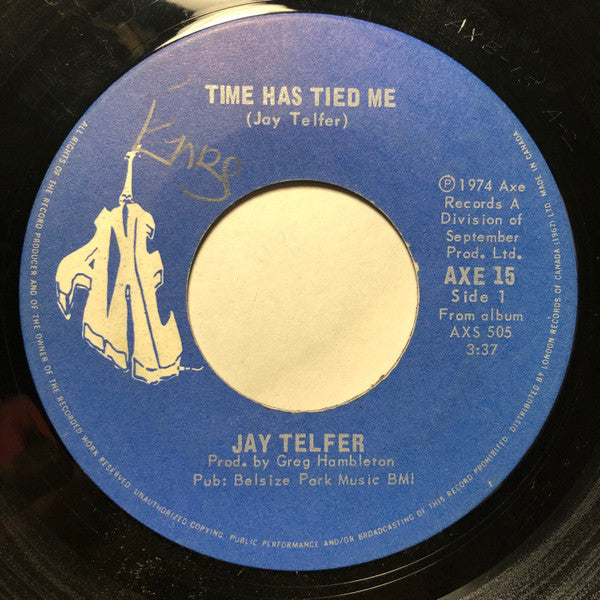 TIME HAS TIED ME
(Jay Telfer)
AXE
℗ 1974 Axe
Records A
Division of
September
Prod. Ltd.
AXE 15
Side 1
From album
AXS 505
3:37
JAY TELFER
Prod. by Greg Hambleton
Pub: Belsize Park Music BMI
ALL RIGHTS OF THE RECORD PRODUCER AND OF THE OWNER OF THE RECORDED WORK RESERVED. UNAUTHORIZED COPYING, PUBLIC PERFORMANCE AND/OR BROADCASTING OF THIS RECORD PROHIBITED. DISTRIBUTED BY LONDON RECORDS OF CANADA (1967) LTD. MADE IN CANADA